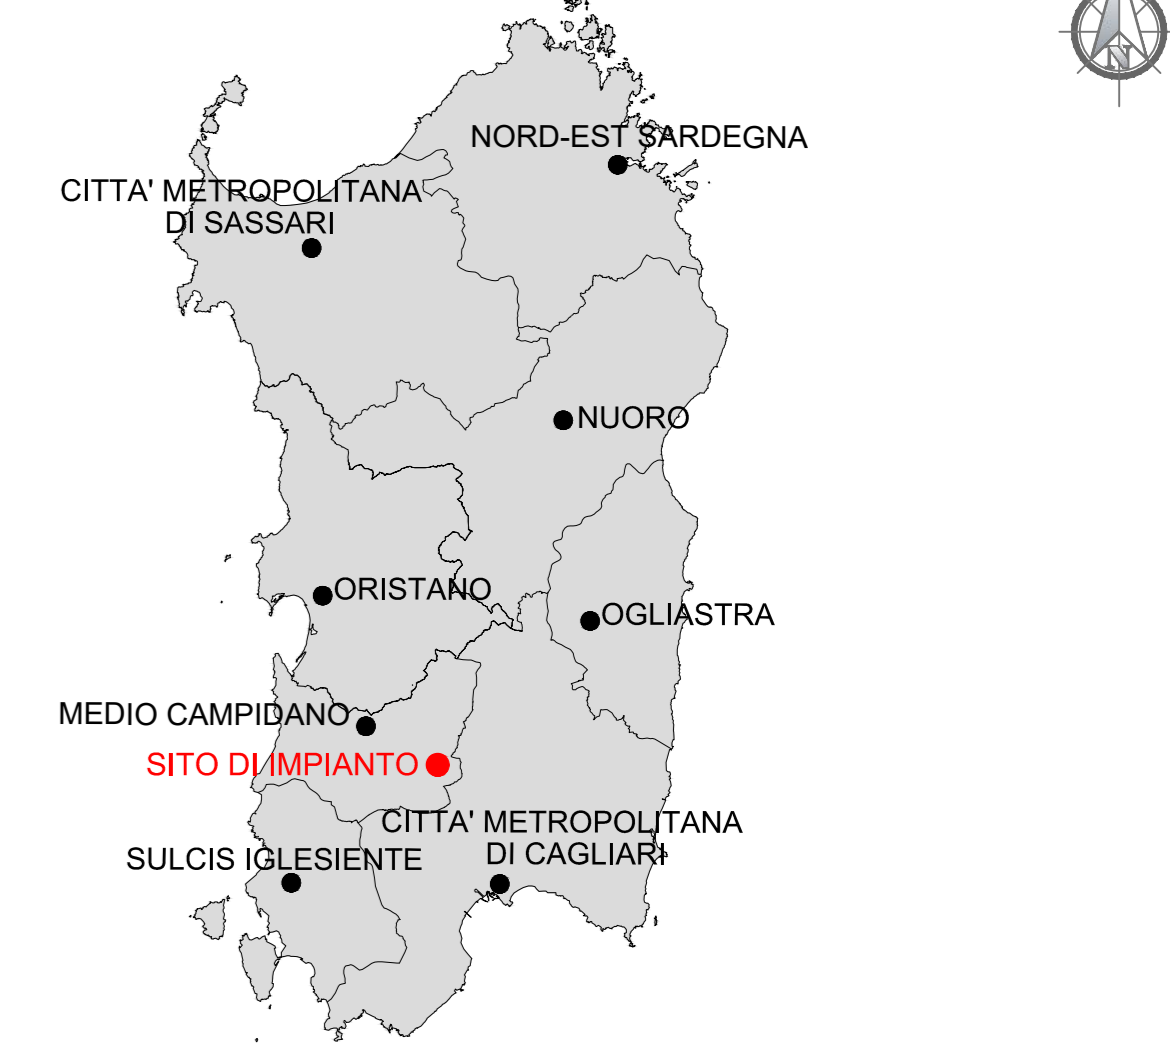 N
NORD-EST SARDEGNA
CITTA' METROPOLITANA
DI SASSARI
NUORO
ORISTANO
OGLIASTRA
MEDIO CAMPIDANO
SITO DI IMPIANTO
CITTA' METROPOLITANA
DI CAGLIARI
SULCIS IGLESIENTE